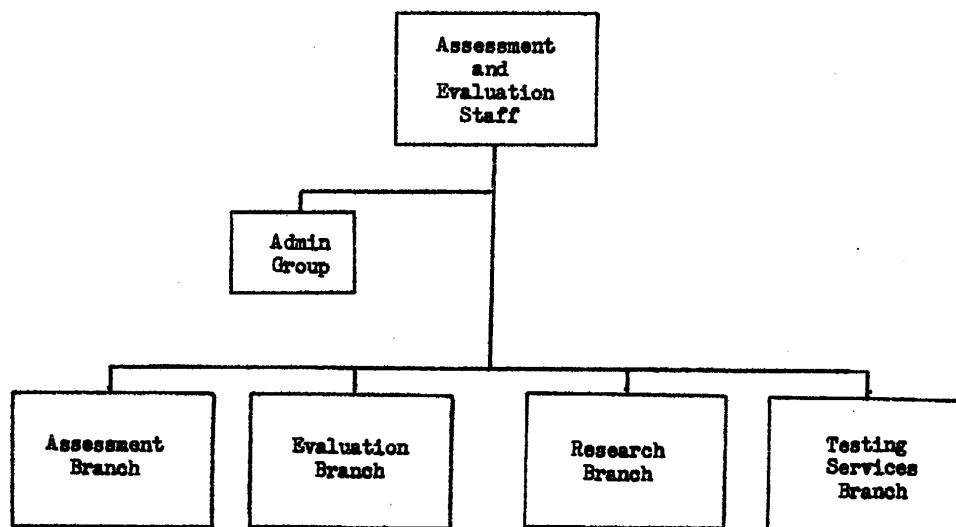 Assessment
and
Evaluation
Staff
Admin
Group
Assessment
Branch
Evaluation
Branch
Research
Branch
Testing
Services
Branch